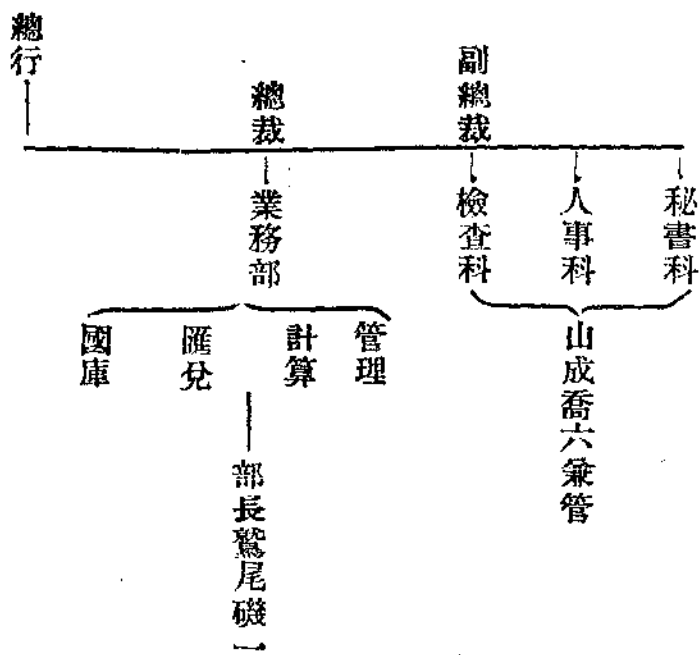 副總裁
總裁
總行
秘書科
人事科
檢查科
業務部
山成喬六兼管
管理
計算
匯兌
國庫
部長鷲尾磯一